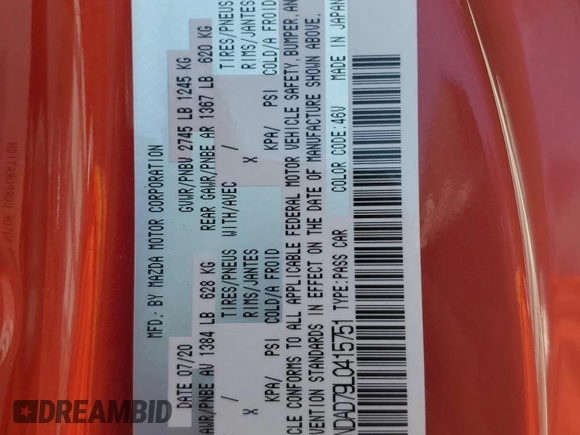 MFD. BY MAZDA MOTOR CORPORATION
DATE 07/20 GVWR/PNBV 2745 LB 1245 KG
GAWR/PNBE AV 1384 LB 628 KG REAR GAWR/PNBE AR 1367 LB 620 KG
TIRES/PNEUS WITH/AVEC / TIRES/PNEUS
RIMS/JANTES X RIMS/JANTES
KPA/ PSI COLD/A FROID KPA/ PSI COLD/A FROID
CLE CONFORMS TO ALL APPLICABLE FEDERAL MOTOR VEHICLE SAFETY, BUMPER, AN
VENTION STANDARDS IN EFFECT ON THE DATE OF MANUFACTURE SHOWN ABOVE.
NDAD79L0415751 TYPE:PASS CAR COLOR CODE:46V MADE IN JAPAN
DIDBID.COM